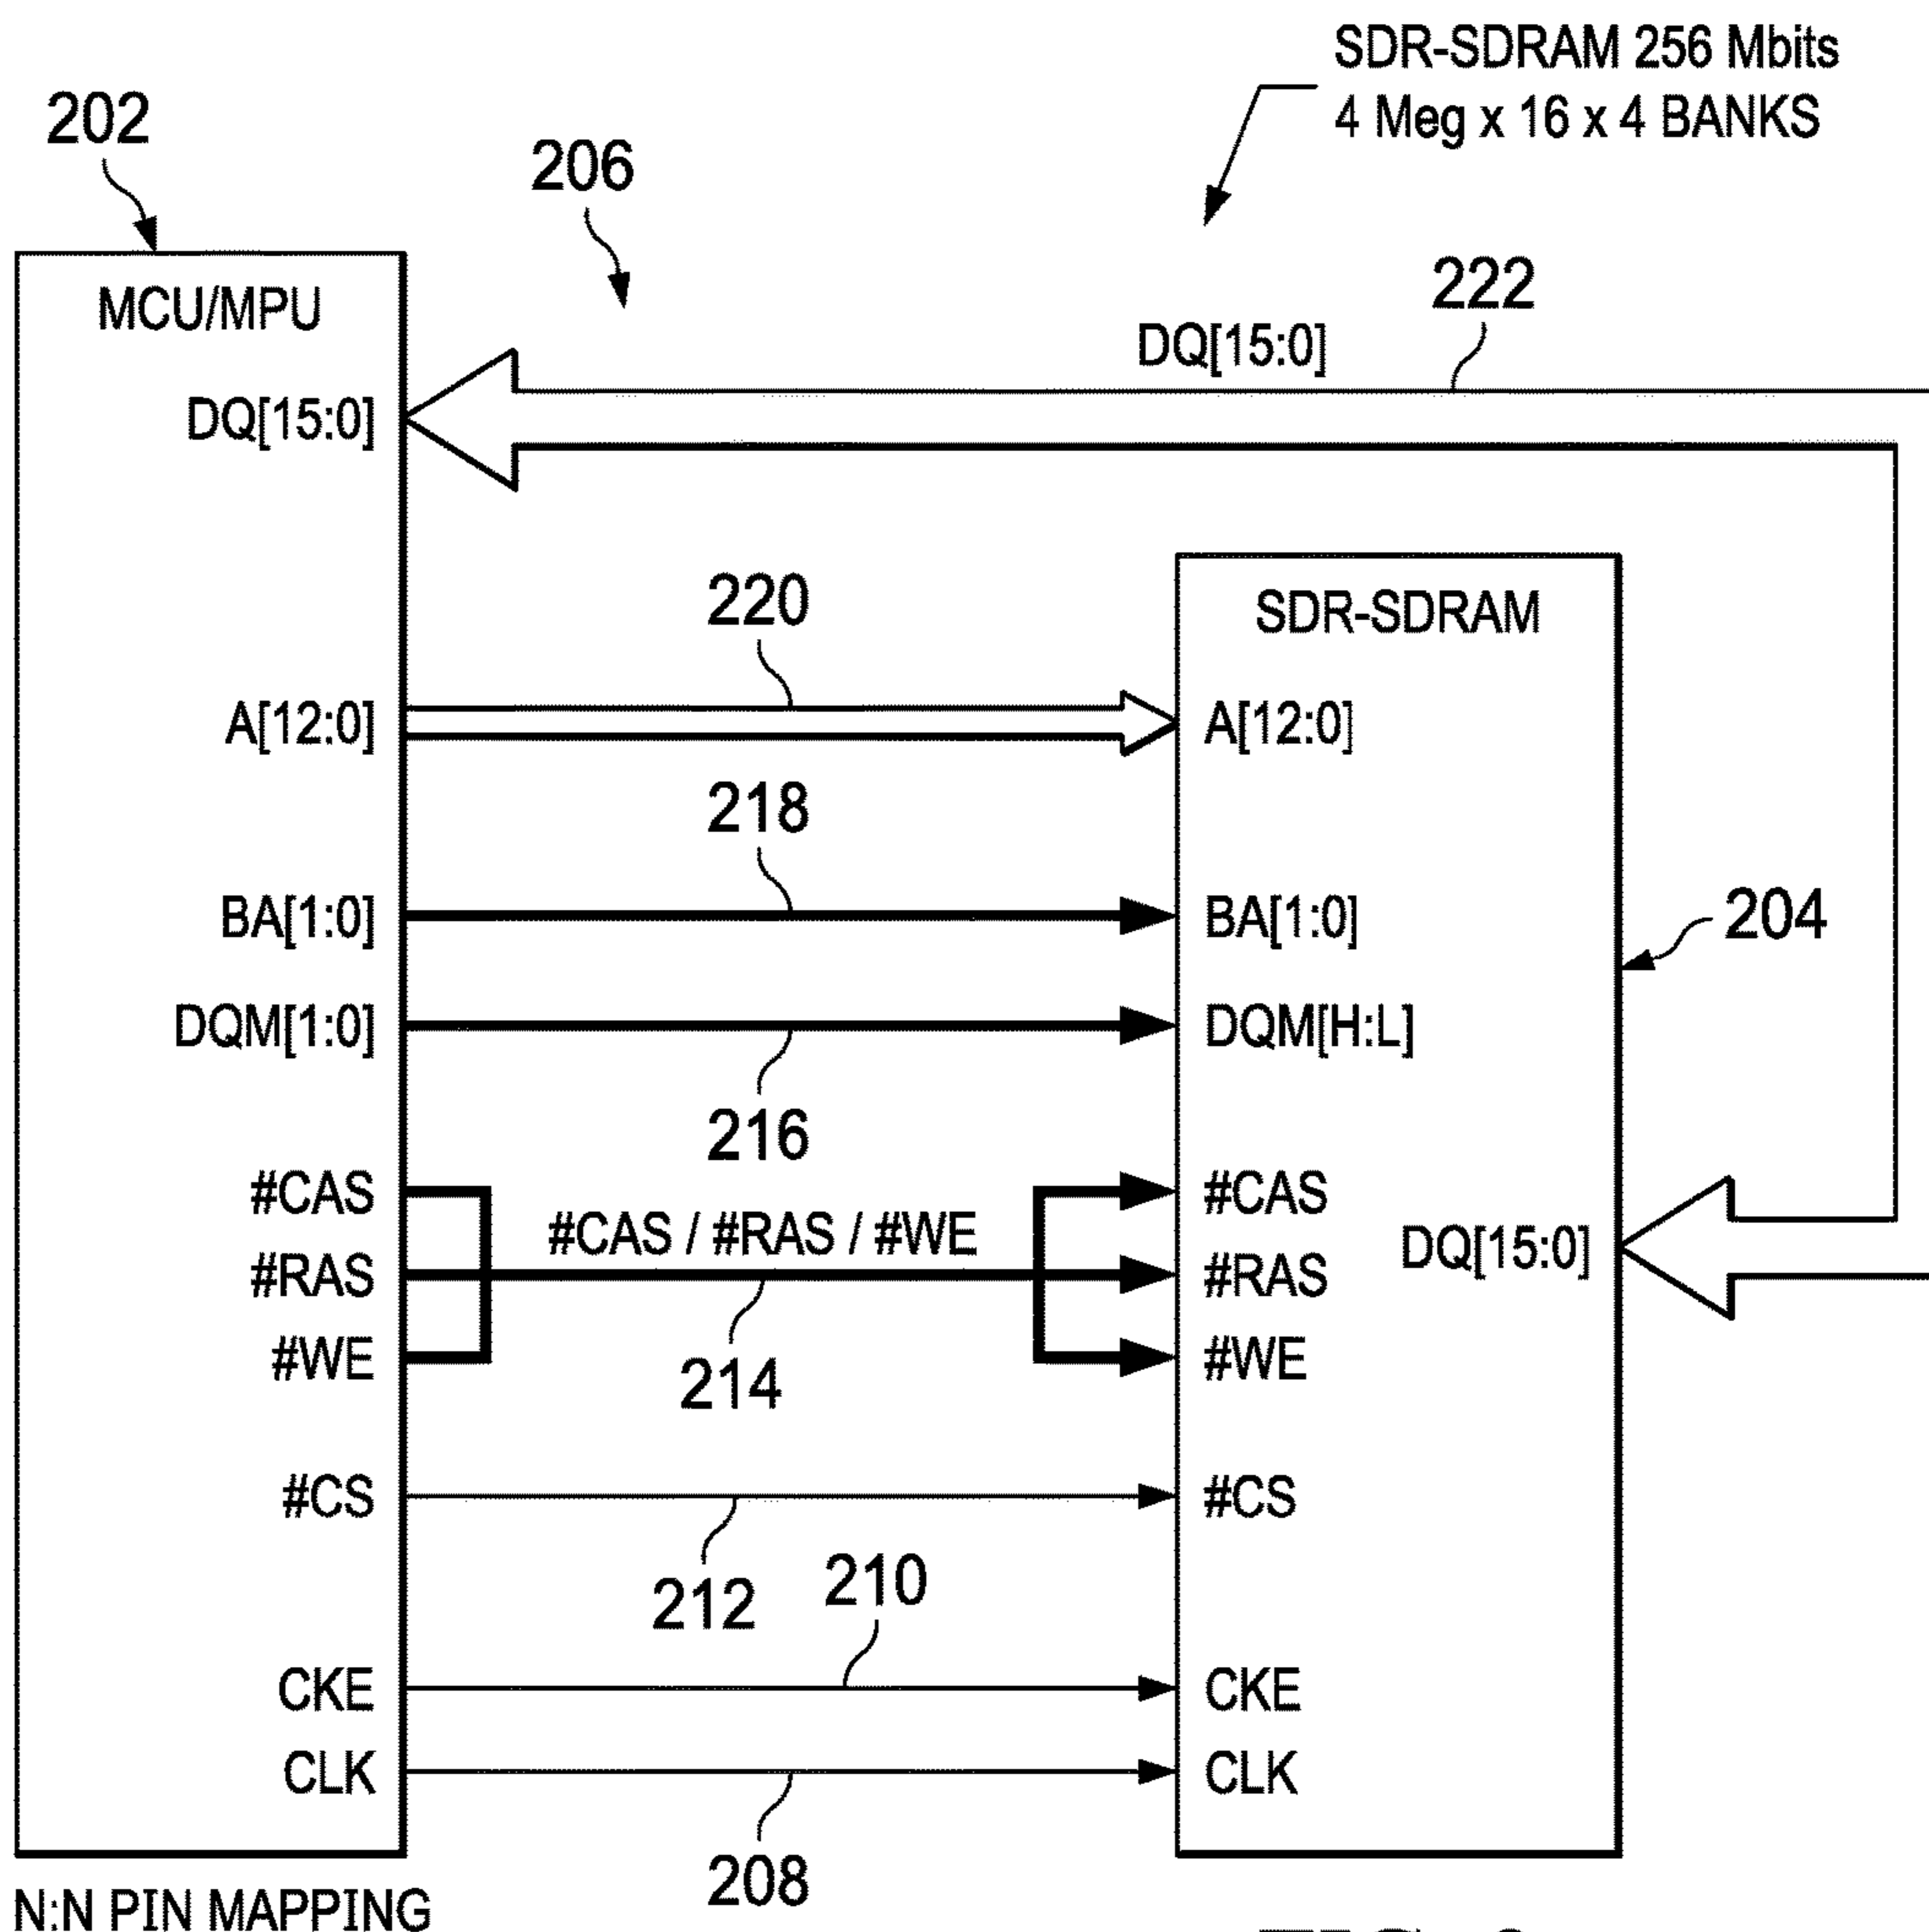 SDR-SDRAM 256 Mbits
4 Meg x 16 x 4 BANKS
202
206
222
MCU/MPU
DQ[15:0]
DQ[15:0]
220
SDR-SDRAM
A[12:0]
A[12:0]
218
BA[1:0]
BA[1:0]
204
DQM[1:0]
DQM[H:L]
216
#CAS
#CAS
#CAS / #RAS / #WE
DQ[15:0]
#RAS
#RAS
#WE
#WE
214
#CS
#CS
212
210
CKE
CKE
CLK
CLK
208
N:N PIN MAPPING